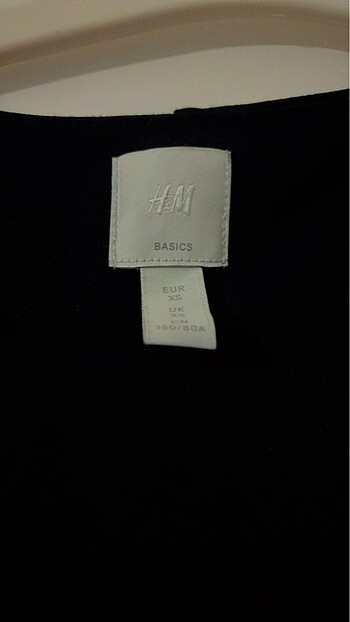 H&M
BASICS
EUR
XS
UK
160/80A